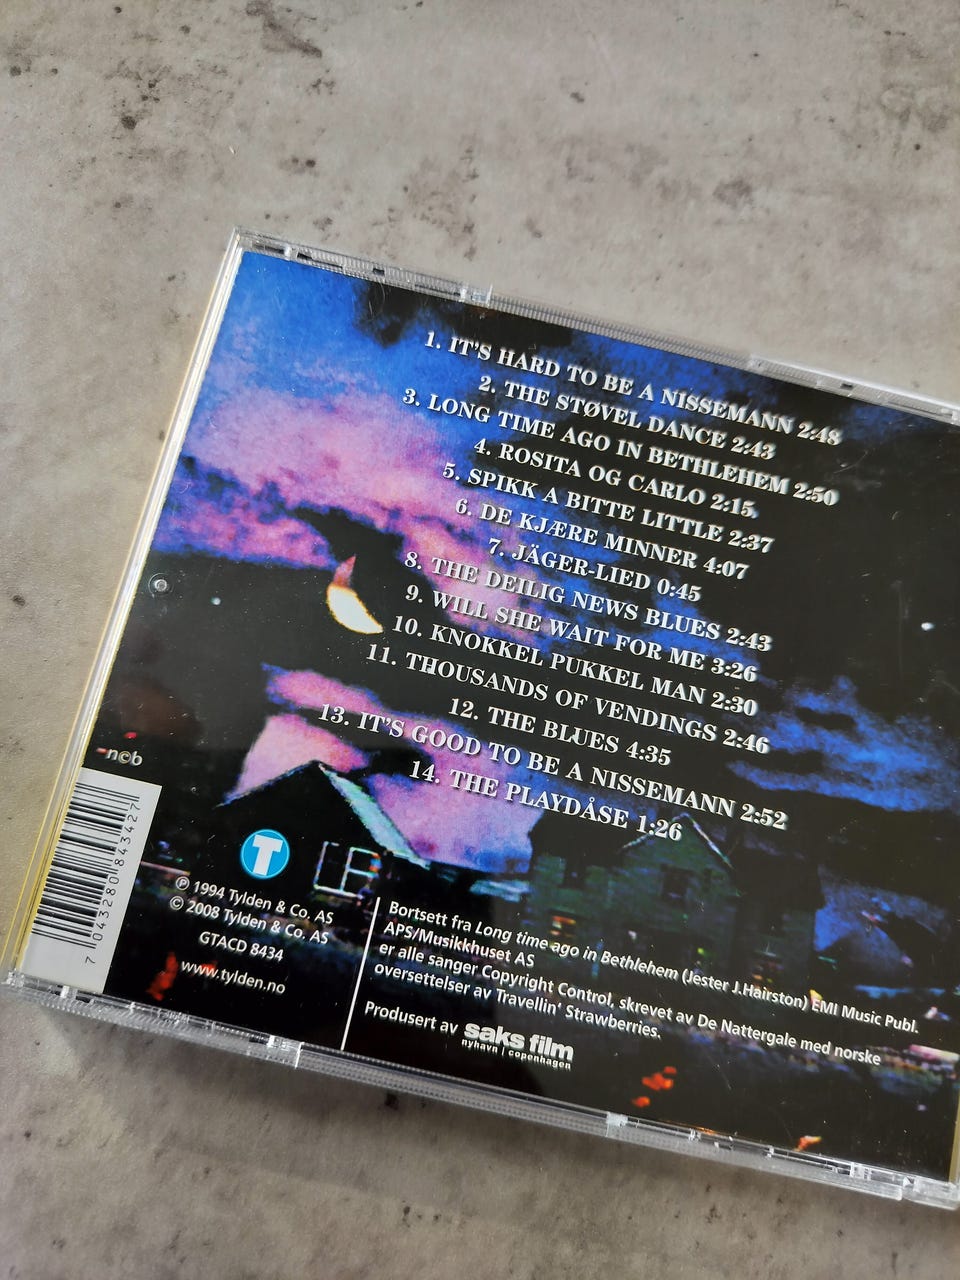 1. IT'S HARD TO BE A NISSEMANN 2:48
2. THE STØVEL DANCE 2:43
3. LONG TIME AGO IN BETHLEHEM 2:50
4. ROSITA OG CARLO 2:15
5. SPIKK A BITTE LITTLE 2:37
6. DE KJÆRE MINNER 4:07
7. JÄGER-LIED 0:45
8. THE DEILIG NEWS BLUES 2:43
9. WILL SHE WAIT FOR ME 3:26
10. KNOKKEL PUKKEL MAN 2:30
11. THOUSANDS OF VENDINGS 2:46
12. THE BLUES 4:35
13. IT'S GOOD TO BE A NISSEMANN 2:52
14. THE PLAYDÅSE 1:26
n©b
7 043280 843427
T
℗ 1994 Tylden & Co. AS
© 2008 Tylden & Co. AS
GTACD 8434
www.tylden.no
Bortsett fra Long time ago in Bethlehem (Jester J.Hairston) EMI Music Publ.
APS/Musikkhuset AS
er alle sanger Copyright Control, skrevet av De Nattergale med norske
oversettelser av Travellin' Strawberries.
Produsert av saks film
nyhavn | copenhagen